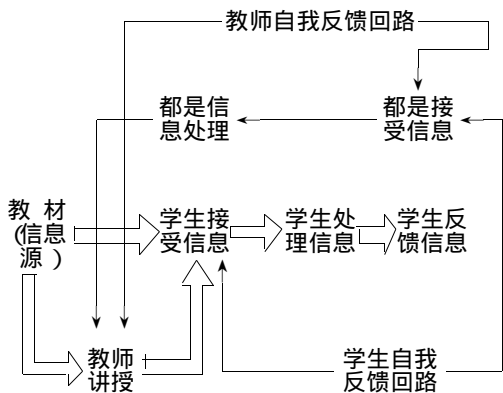 教师自我反馈回路
都是信
息处理
都是接
受信息
教 材
(信息
源 )
学生接
受信息
学生处
理信息
学生反
馈信息
教师
讲授
学生自我
反馈回路